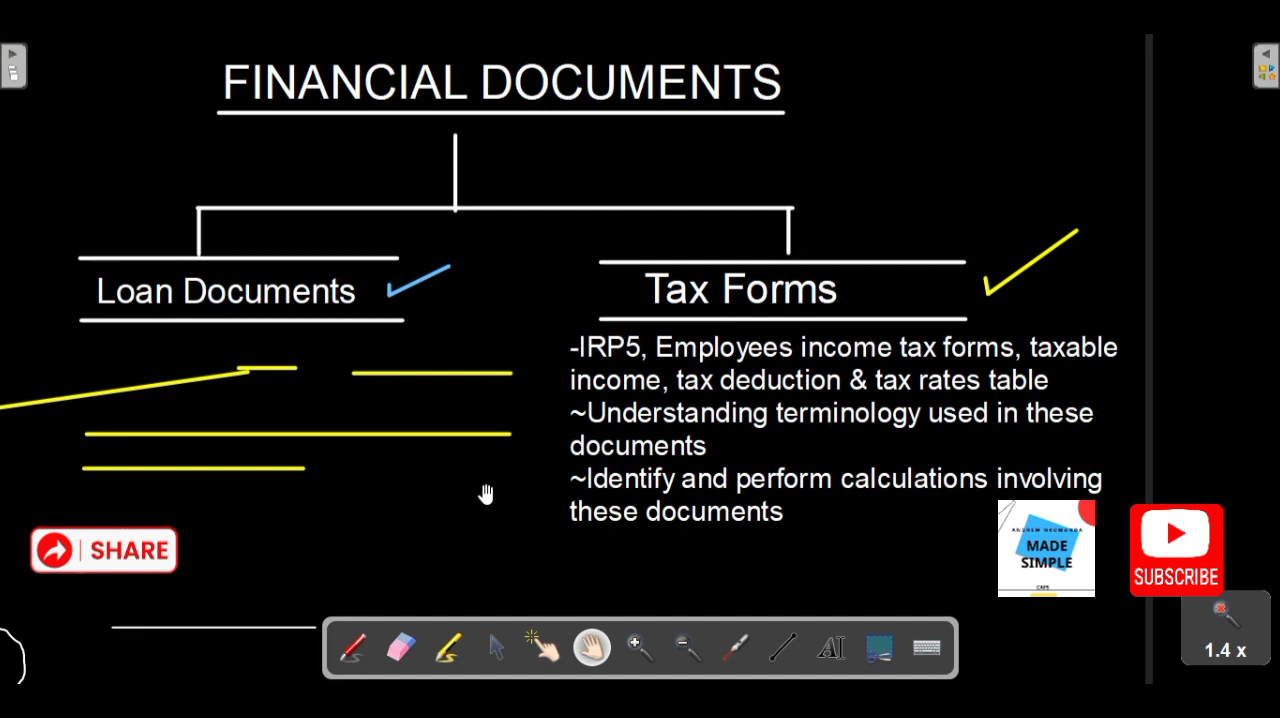 FINANCIAL DOCUMENTS
Loan Documents
Tax Forms
-IRP5, Employees income tax forms, taxable
income, tax deduction & tax rates table
~Understanding terminology used in these
documents
~Identify and perform calculations involving
these documents
SHARE
MADE
SIMPLE
SUBSCRIBE
AI
1.4 x